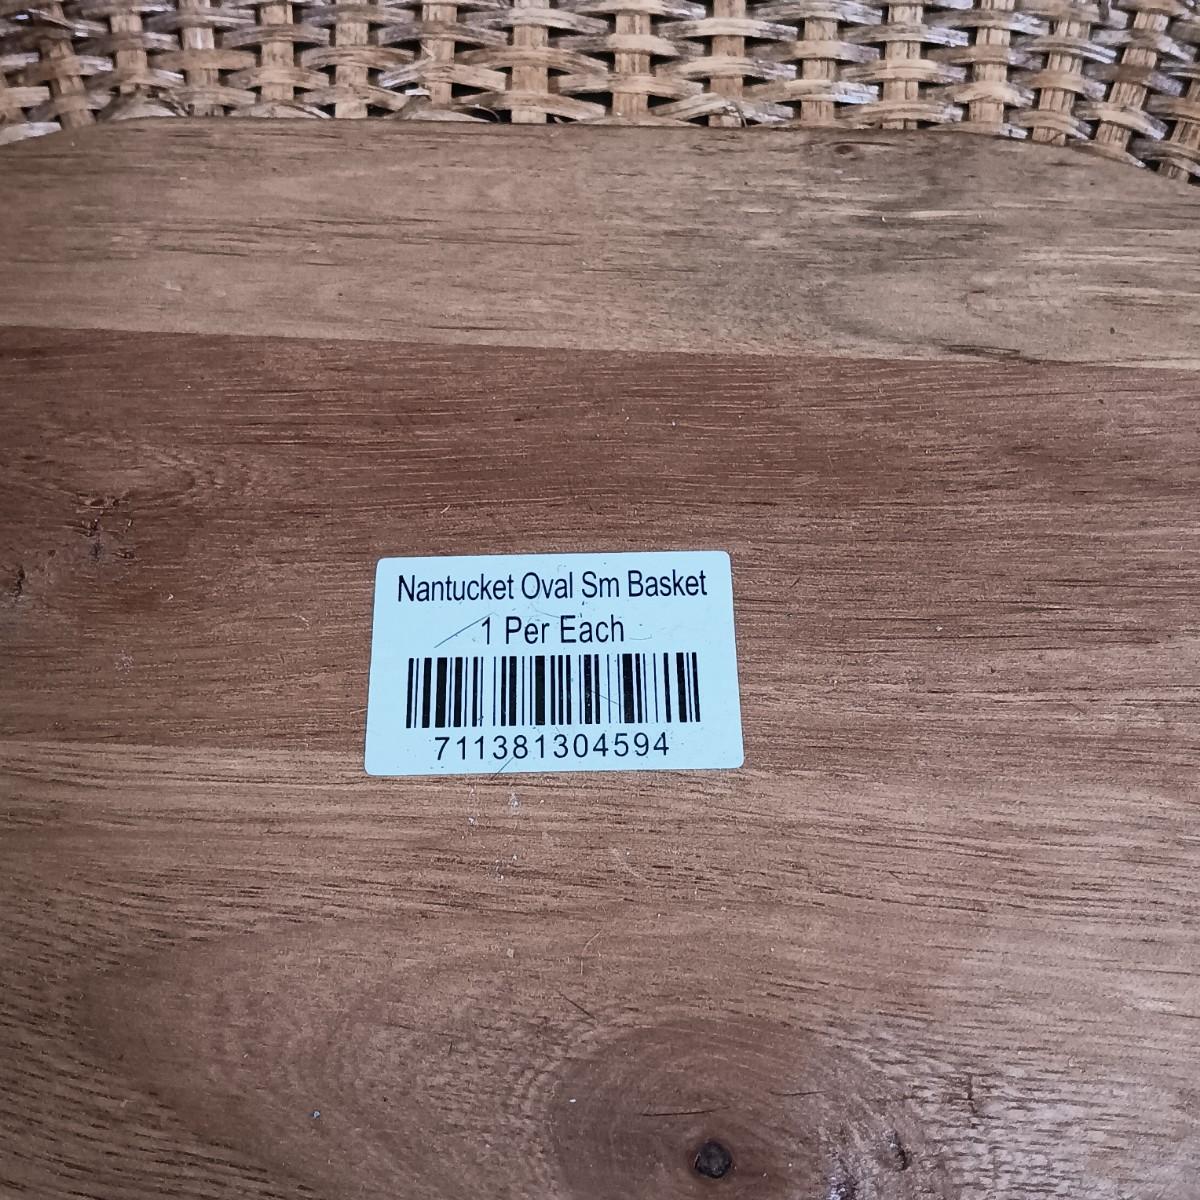 Nantucket Oval Sm Basket
1 Per Each
711381304594